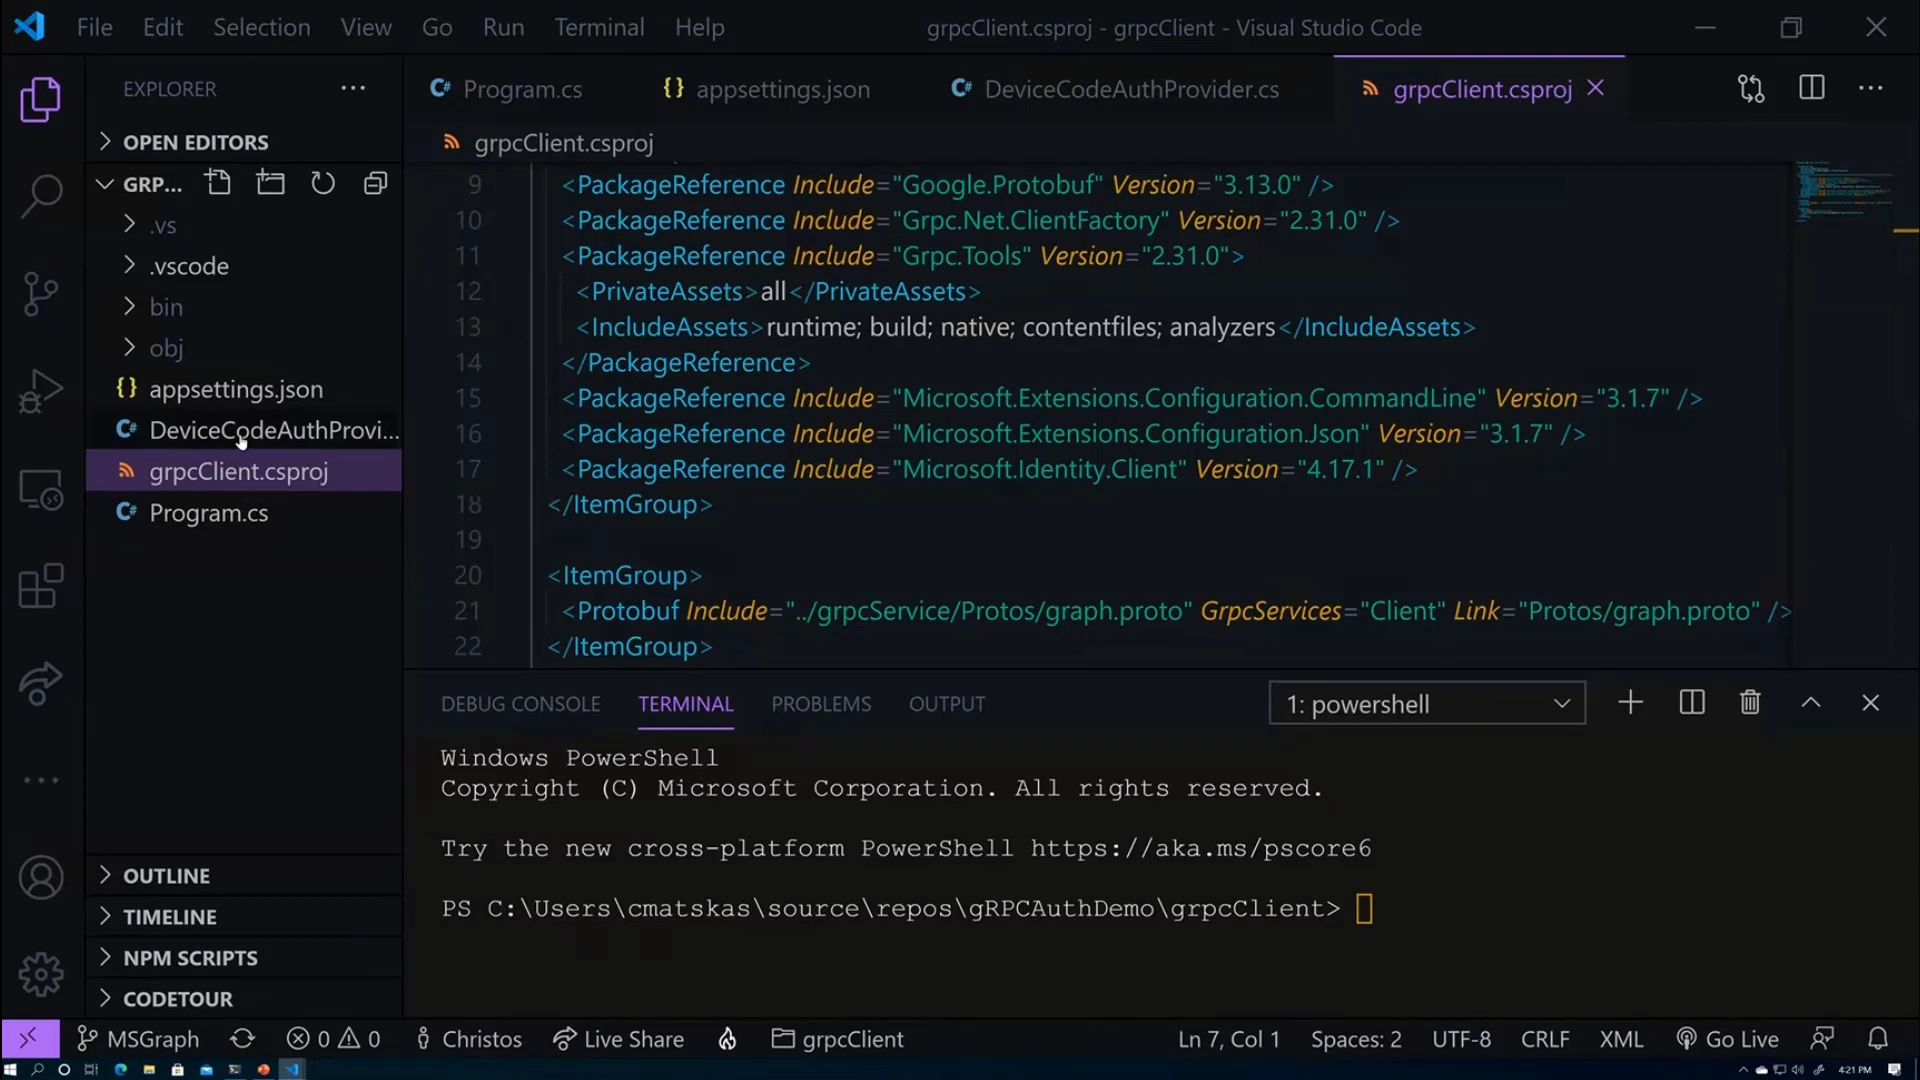 File Edit Selection View Go Run Terminal Help grpcClient.csproj - grpcClient - Visual Studio Code
EXPLORER
OPEN EDITORS
GRP...
.vs
.vscode
bin
obj
appsettings.json
DeviceCodeAuthProvi...
grpcClient.csproj
Program.cs
OUTLINE
TIMELINE
NPM SCRIPTS
CODETOUR
Program.cs appsettings.json DeviceCodeAuthProvider.cs grpcClient.csproj
grpcClient.csproj
9 <PackageReference Include="Google.Protobuf" Version="3.13.0" />
10 <PackageReference Include="Grpc.Net.ClientFactory" Version="2.31.0" />
11 <PackageReference Include="Grpc.Tools" Version="2.31.0">
12 <PrivateAssets>all</PrivateAssets>
13 <IncludeAssets>runtime; build; native; contentfiles; analyzers</IncludeAssets>
14 </PackageReference>
15 <PackageReference Include="Microsoft.Extensions.Configuration.CommandLine" Version="3.1.7" />
16 <PackageReference Include="Microsoft.Extensions.Configuration.Json" Version="3.1.7" />
17 <PackageReference Include="Microsoft.Identity.Client" Version="4.17.1" />
18 </ItemGroup>
19
20 <ItemGroup>
21 <Protobuf Include="../grpcService/Protos/graph.proto" GrpcServices="Client" Link="Protos/graph.proto" />
22 </ItemGroup>
DEBUG CONSOLE TERMINAL PROBLEMS OUTPUT 1: powershell
Windows PowerShell
Copyright (C) Microsoft Corporation. All rights reserved.
Try the new cross-platform PowerShell https://aka.ms/pscore6
PS C:\Users\cmatskas\source\repos\gRPCAuthDemo\grpcClient>
MSGraph 0 0 Christos Live Share grpcClient Ln 7, Col 1 Spaces: 2 UTF-8 CRLF XML Go Live
4:21 PM